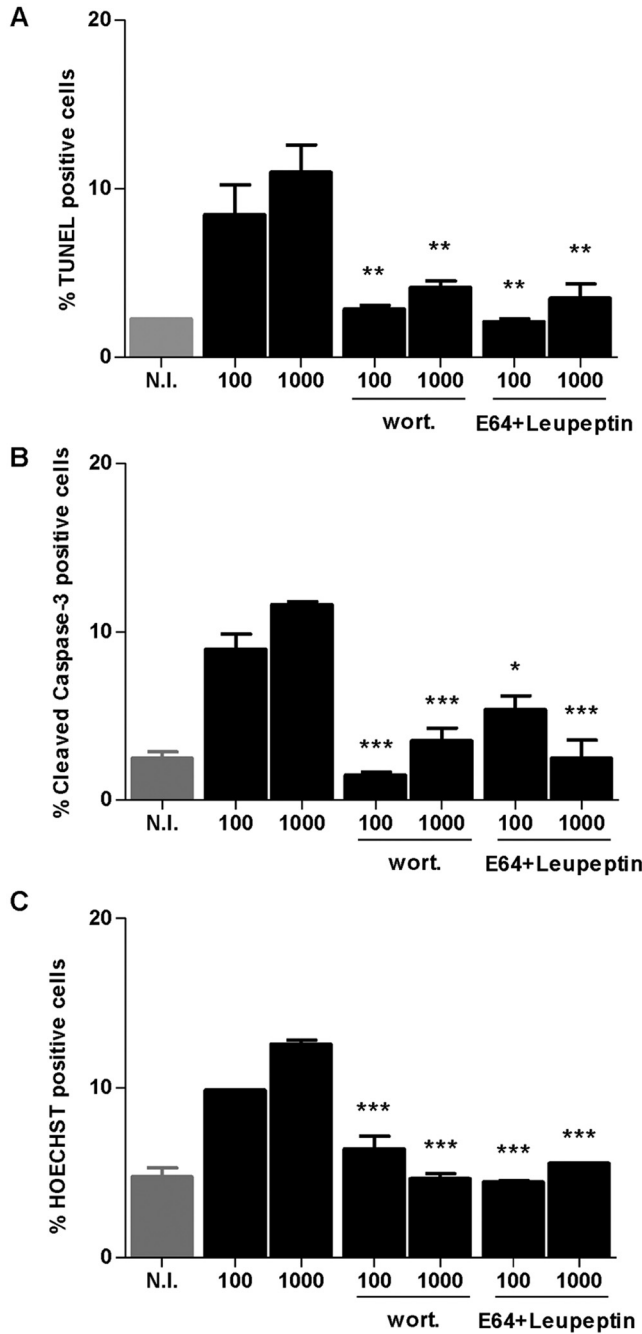 A
% TUNEL positive cells
20
10
0
** ** ** **
N.I. 100 1000 100 1000 100 1000
wort. E64+Leupeptin
B
% Cleaved Caspase-3 positive cells
20
10
0
*** *** * ***
N.I. 100 1000 100 1000 100 1000
wort. E64+Leupeptin
C
% HOECHST positive cells
20
10
0
*** *** *** ***
N.I. 100 1000 100 1000 100 1000
wort. E64+Leupeptin